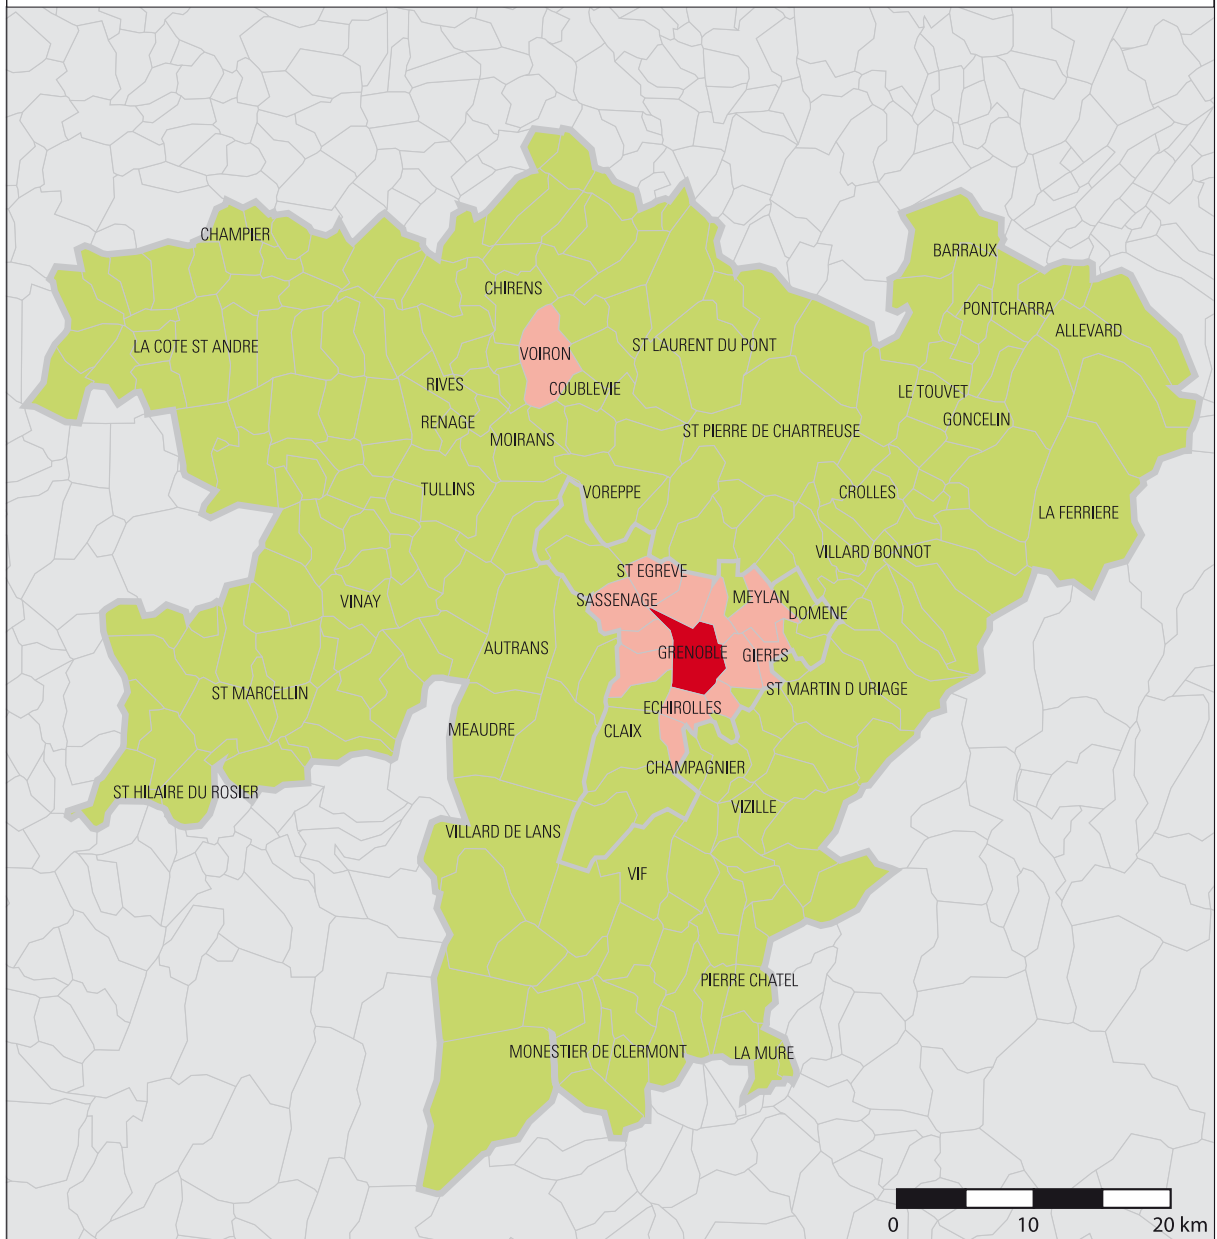 CHAMPIER
BARRAUX
CHIRENS
PONTCHARRA
ALLEVARD
LA COTE ST ANDRE
VOIRON
ST LAURENT DU PONT
RIVES
COUBLEVIE
LE TOUVET
RENAGE
GONCELIN
MOIRANS
ST PIERRE DE CHARTREUSE
TULLINS
VOREPPE
CROLLES
LA FERRIERE
VILLARD BONNOT
ST EGREVE
VINAY
SASSENAGE
MEYLAN
DOMENE
AUTRANS
GRENOBLE
GIERES
ST MARCELLIN
ST MARTIN D URIAGE
ECHIROLLES
MEAUDRE
CLAIX
CHAMPAGNIER
ST HILAIRE DU ROSIER
VIZILLE
VILLARD DE LANS
VIF
PIERRE CHATEL
MONESTIER DE CLERMONT
LA MURE
0 10 20 km